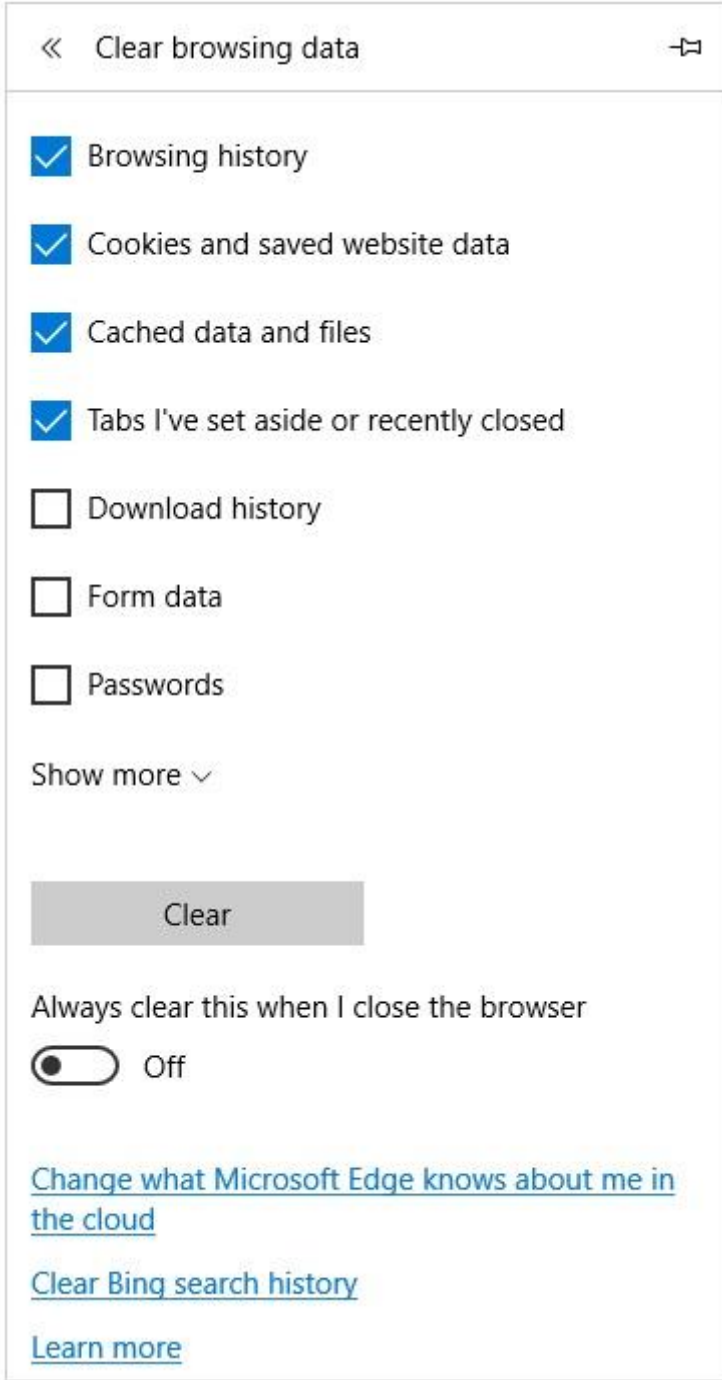 Clear browsing data
Browsing history
Cookies and saved website data
Cached data and files
Tabs I've set aside or recently closed
Download history
Form data
Passwords
Show more
Clear
Always clear this when I close the browser
Off
Change what Microsoft Edge knows about me in
the cloud
Clear Bing search history
Learn more